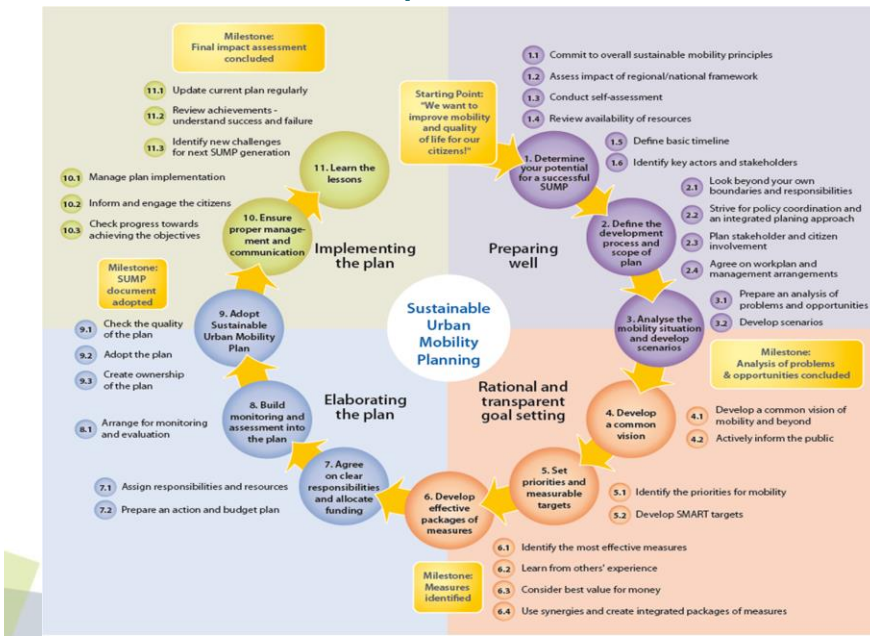 Starting Point:
"We want to
improve mobility
and quality
of life for our
citizens!"
1.1 Commit to overall sustainable mobility principles
1.2 Assess impact of regional/national framework
1.3 Conduct self-assessment
1.4 Review availability of resources
1.5 Define basic timeline
1.6 Identify key actors and stakeholders
1. Determine
your potential
for a successful
SUMP
2.1 Look beyond your own
boundaries and responsibilities
2.2 Strive for policy coordination and
an integrated planing approach
2.3 Plan stakeholder and citizen
involvement
2.4 Agree on workplan and
management arrangements
2. Define the
development
process and
scope of
plan
Preparing
well
3.1 Prepare an analysis of
problems and opportunities
3.2 Develop scenarios
3. Analyse the
mobility situation
and develop
scenarios
Milestone:
Analysis of problems
& opportunities concluded
Sustainable
Urban
Mobility
Planning
Rational and
transparent
goal setting
4. Develop
a common
vision
4.1 Develop a common vision of
mobility and beyond
4.2 Actively inform the public
5. Set
priorities and
measurable
targets
5.1 Identify the priorities for mobility
5.2 Develop SMART targets
6. Develop
effective
packages of
measures
6.1 Identify the most effective measures
6.2 Learn from others' experience
6.3 Consider best value for money
6.4 Use synergies and create integrated packages of measures
Milestone:
Measures
identified
Elaborating
the plan
7. Agree
on clear
responsibilities
and allocate
funding
7.1 Assign responsibilities and resources
7.2 Prepare an action and budget plan
8. Build
monitoring and
assessment into
the plan
8.1 Arrange for monitoring
and evaluation
9. Adopt
Sustainable
Urban Mobility
Plan
9.1 Check the quality
of the plan
9.2 Adopt the plan
9.3 Create ownership
of the plan
Milestone:
SUMP
document
adopted
Implementing
the plan
10. Ensure
proper manage-
ment and
communication
10.1 Manage plan implementation
10.2 Inform and engage the citizens
10.3 Check progress towards
achieving the objectives
11. Learn the
lessons
11.1 Update current plan regularly
11.2 Review achievements -
understand success and failure
11.3 Identify new challenges
for next SUMP generation
Milestone:
Final impact assessment
concluded